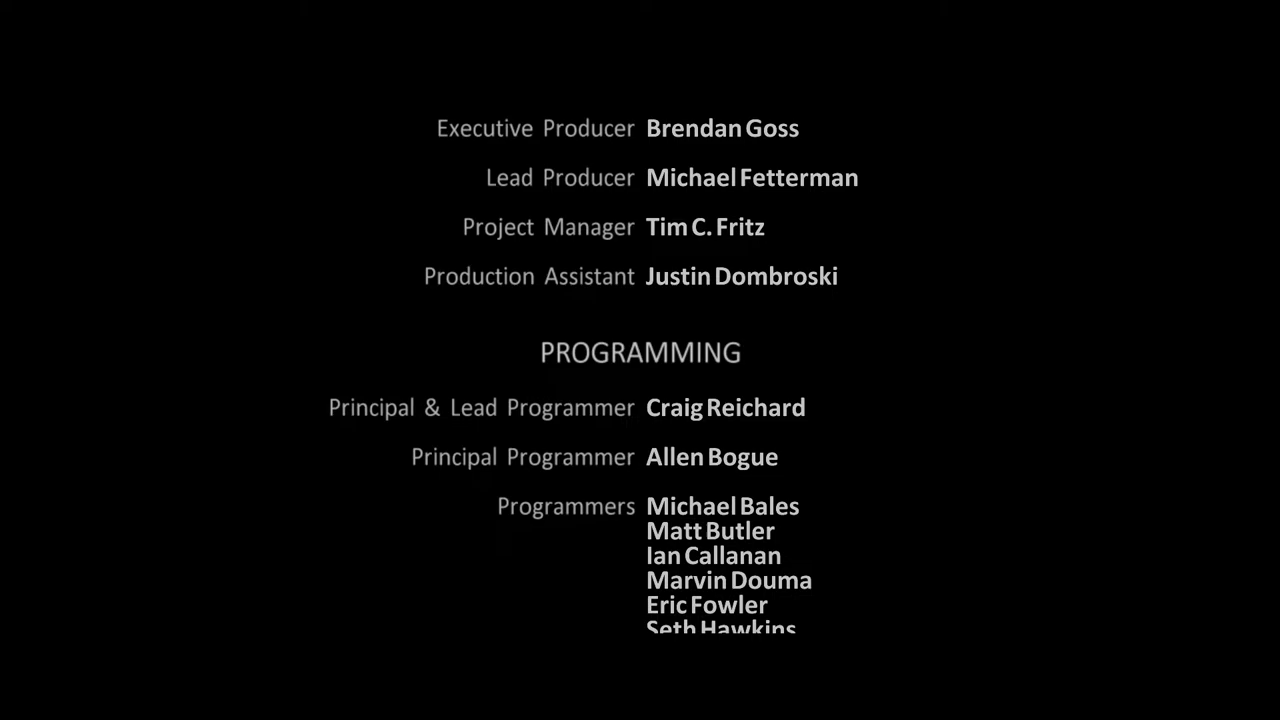 Executive Producer Brendan Goss
Lead Producer Michael Fetterman
Project Manager Tim C. Fritz
Production Assistant Justin Dombroski
PROGRAMMING
Principal & Lead Programmer Craig Reichard
Principal Programmer Allen Bogue
Programmers Michael Bales
Matt Butler
Ian Callanan
Marvin Douma
Eric Fowler
Seth Hawkins